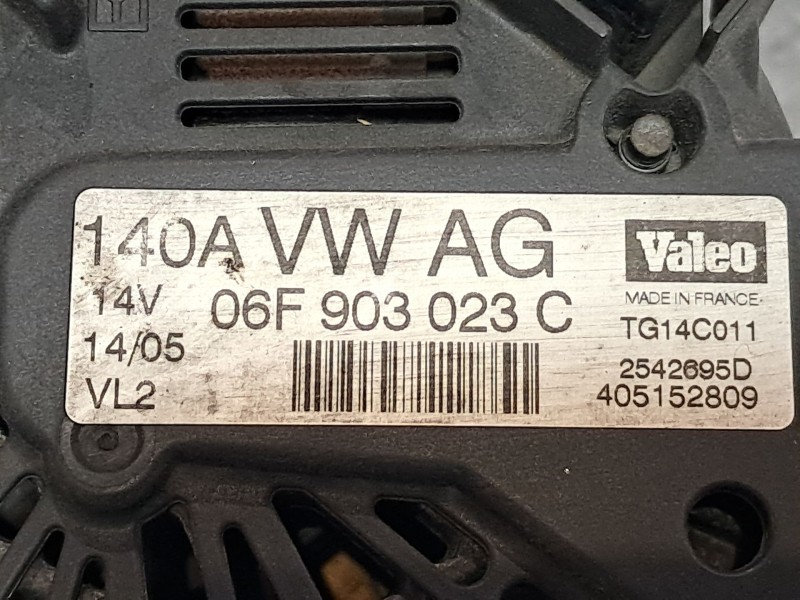 140A VW AG
14V 06F 903 023 C
14/05
VL2
Valeo
MADE IN FRANCE
TG14C011
2542695D
405152809